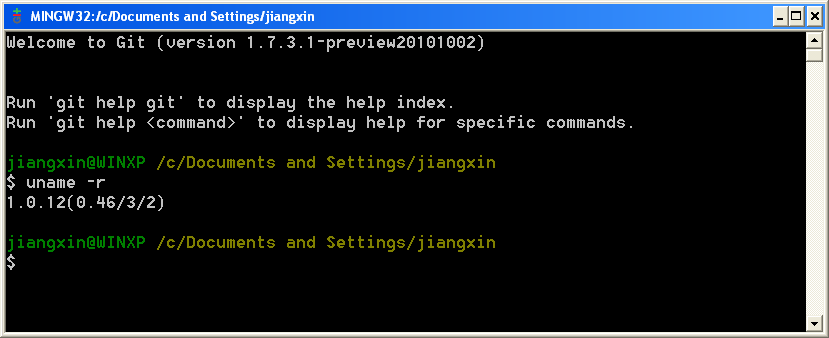 MINGW32:/c/Documents and Settings/jiangxin
Welcome to Git (version 1.7.3.1-preview20101002)
Run 'git help git' to display the help index.
Run 'git help <command>' to display help for specific commands.
jiangxin@WINXP /c/Documents and Settings/jiangxin
$ uname -r
1.0.12(0.46/3/2)
jiangxin@WINXP /c/Documents and Settings/jiangxin
$